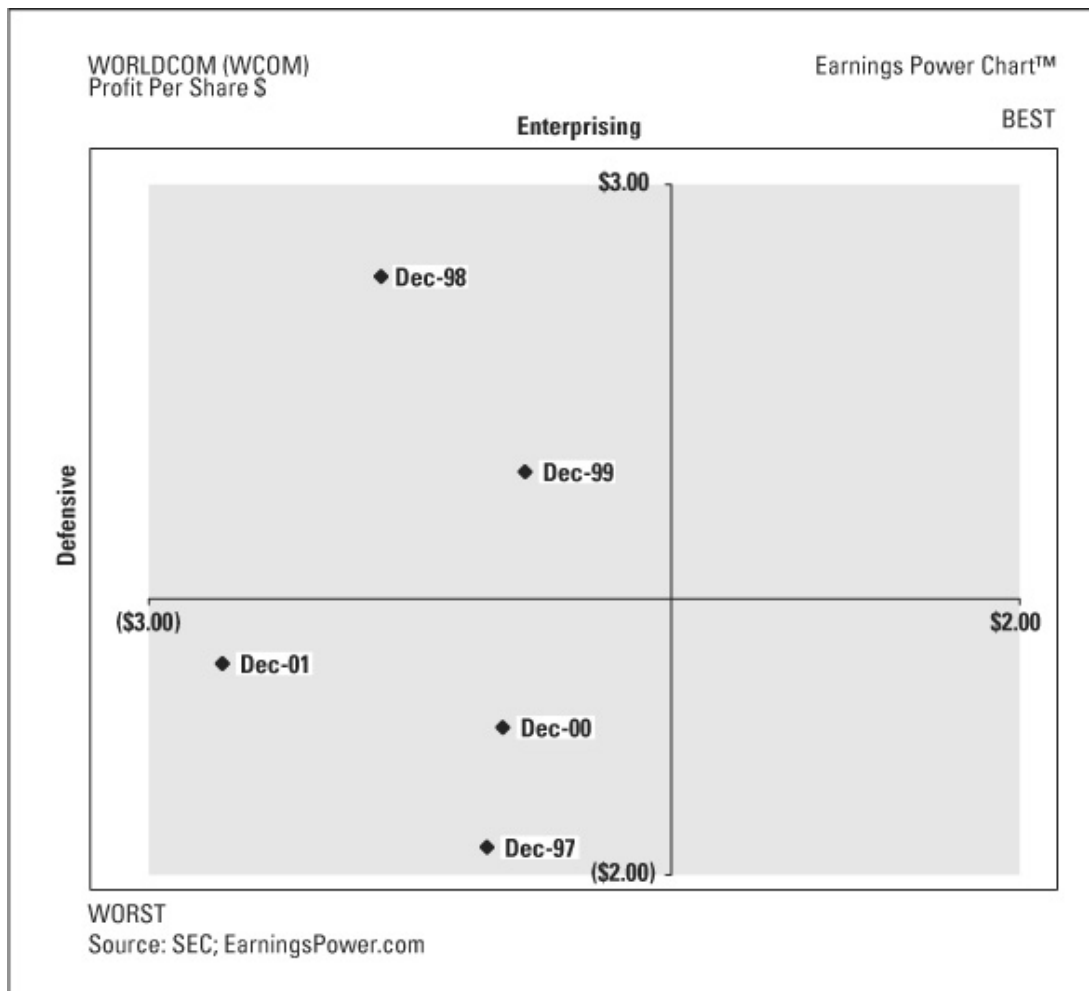 WORLDCOM (WCOM)
Profit Per Share $
Earnings Power Chart™
BEST
Enterprising
$3.00
Dec-98
Dec-99
Defensive
($3.00)
$2.00
Dec-01
Dec-00
Dec-97
($2.00)
WORST
Source: SEC; EarningsPower.com